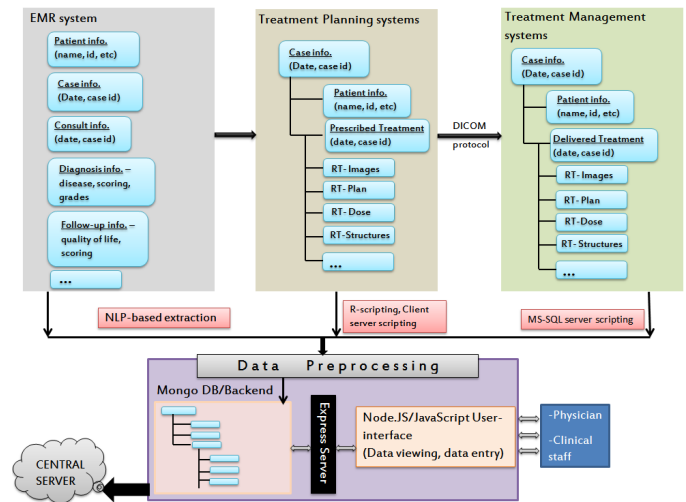 EMR system
Patient info.
(name, id, etc)
Case info.
(Date, case id)
Consult info.
(date, case id)
Diagnosis info. –
disease, scoring,
grades
Follow-up info. –
quality of life,
scoring
...
Treatment Planning systems
Case info.
(Date, case id)
Patient info.
(name, id, etc)
Prescribed Treatment
(date, case id)
RT- Images
RT- Plan
RT- Dose
RT-Structures
...
DICOM
protocol
Treatment Management
systems
Case info.
(Date, case id)
Patient info.
(name, id, etc)
Delivered Treatment
(date, case id)
RT- Images
RT- Plan
RT-Dose
RT- Structures
...
NLP-based extraction
R-scripting, Client
server scripting
MS-SQL server scripting
Data Preprocessing
Mongo DB/Backend
Express Server
Node.JS/JavaScript User-
interface
(Data viewing, data entry)
-Physician
-Clinical
staff
CENTRAL
SERVER